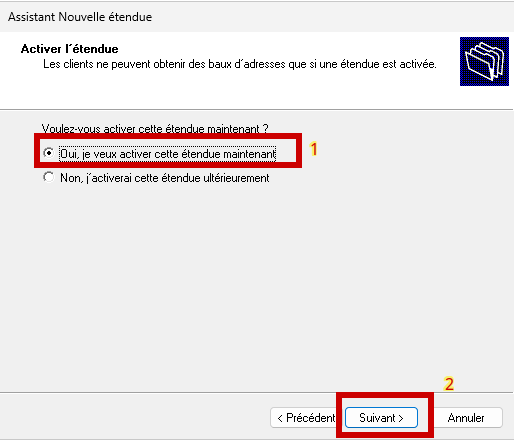 Assistant Nouvelle étendue
Activer l´étendue
Les clients ne peuvent obtenir des baux d´adresses que si une étendue est activée.
Voulez-vous activer cette étendue maintenant ?
Oui, je veux activer cette étendue maintenant
1
Non, j´activerai cette étendue ultérieurement
2
< Précédent
Suivant >
Annuler